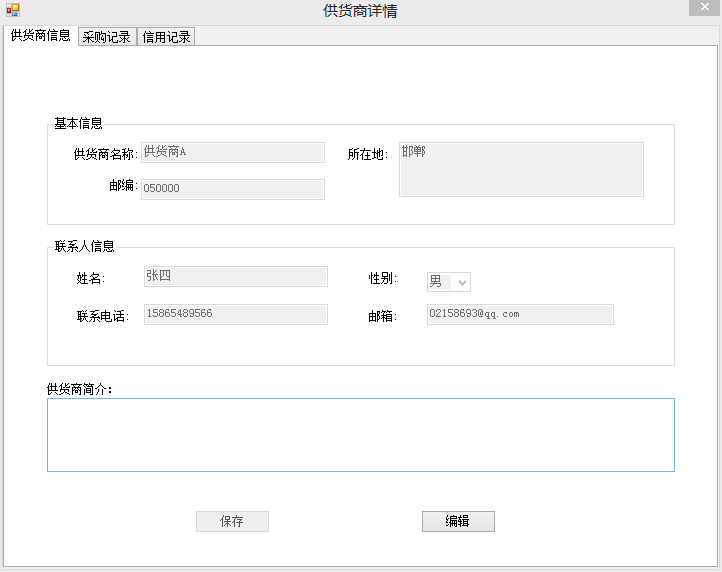 供货商详情
供货商信息 采购记录 信用记录
基本信息
供货商名称: 供货商A 所在地: 邯郸
邮编: 050000
联系人信息
姓名: 张四 性别: 男
联系电话: 15865489566 邮箱: 02158693@qq.com
供货商简介:
保存 编辑